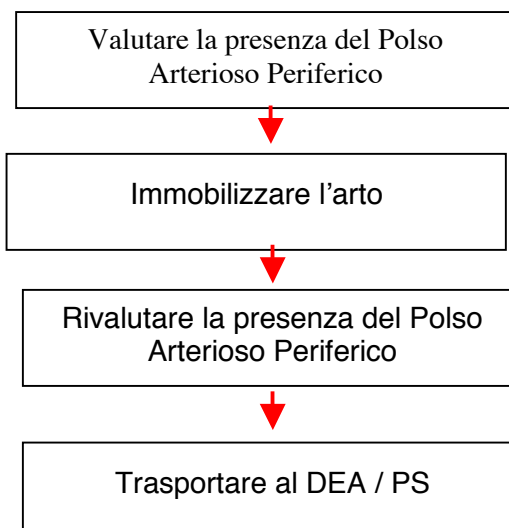 Valutare la presenza del Polso
Arterioso Periferico
Immobilizzare l'arto
Rivalutare la presenza del Polso
Arterioso Periferico
Trasportare al DEA / PS